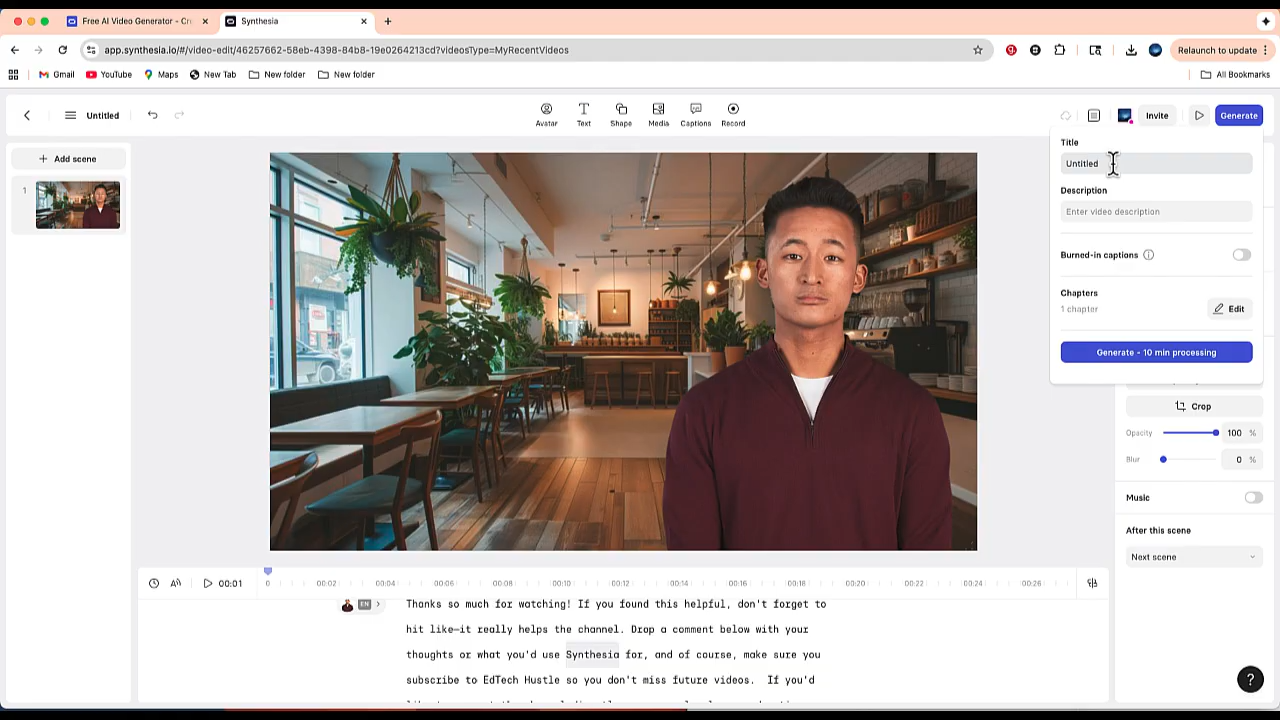 Free AI Video Generator - Cr
Synthesia
app.synthesia.io/#/video-edit/46257662-58eb-4398-84b8-19e0264213cd?videosType=MyRecentVideos
Relaunch to update
Gmail
YouTube
Maps
New Tab
New folder
New folder
All Bookmarks
Untitled
Avatar
Text
Shape
Media
Captions
Record
Invite
Generate
Add scene
1
Title
Untitled
Description
Enter video description
Burned-in captions
Chapters
1 chapter
Edit
Generate - 10 min processing
Crop
Opacity
100 %
Blur
0 %
Music
After this scene
Next scene
00:01
0
00:02
00:04
00:06
00:08
00:10
00:12
00:14
00:16
00:18
00:20
00:22
00:24
00:26
EN
Thanks so much for watching! If you found this helpful, don't forget to
hit like—it really helps the channel. Drop a comment below with your
thoughts or what you'd use Synthesia for, and of course, make sure you
subscribe to EdTech Hustle so you don't miss future videos. If you'd
?